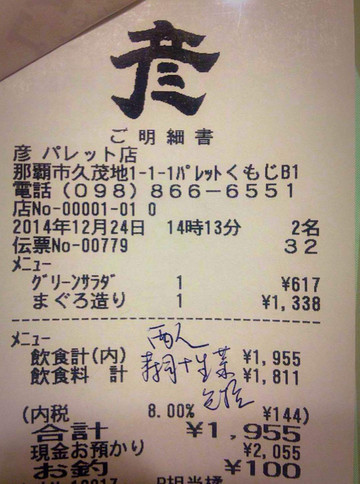 彦
ご明細書
彦 パレット店
那覇市久茂地1-1-1パレットくもじB1
電話(098)866-6551
店No-00001-01 0
2014年12月24日 14時13分 2名
伝票No-00779 32
メニュー
グリーンサラダ 1 ¥617
まぐろ造り 1 ¥1,338
メニュー
飲食計(内) ¥1,955
飲食料 計 ¥1,811
両人
寿司+生菜
(内税 8.00% ¥144)
合計 ¥1,955
現金お預かり ¥2,055
お釣 ¥100